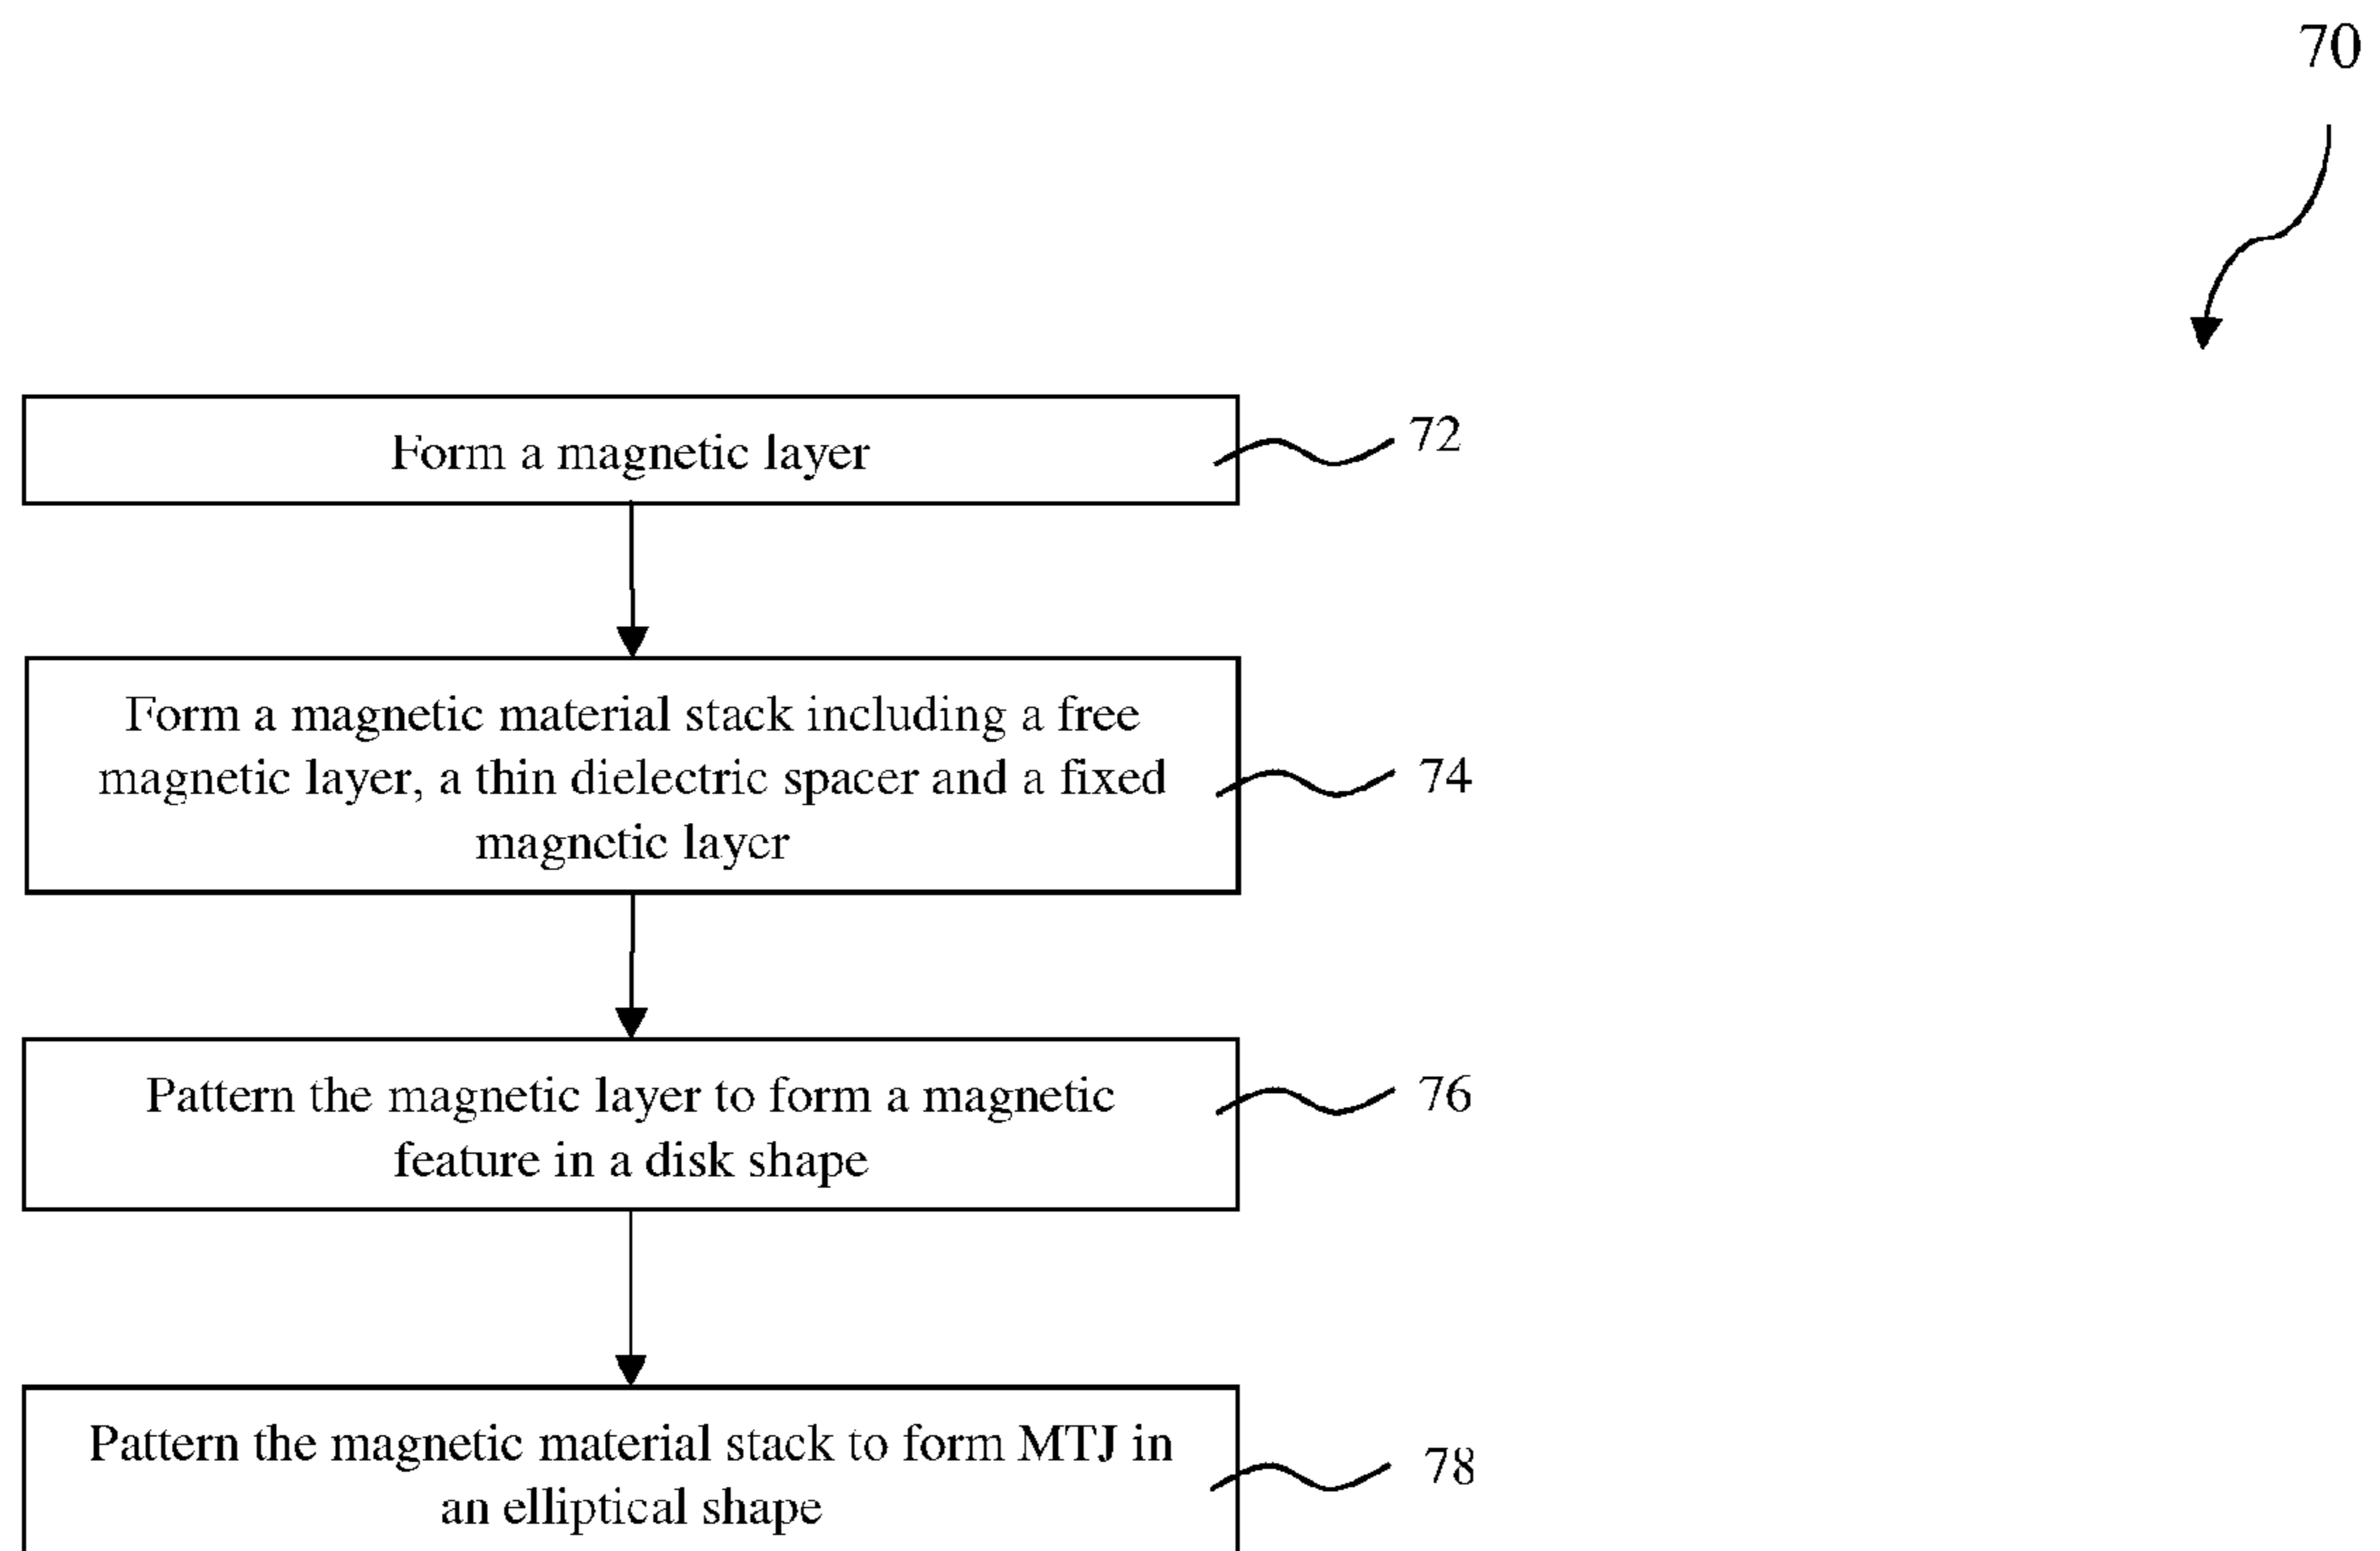 70
Form a magnetic layer
72
Form a magnetic material stack including a free
magnetic layer, a thin dielectric spacer and a fixed
magnetic layer
74
Pattern the magnetic layer to form a magnetic
feature in a disk shape
76
Pattern the magnetic material stack to form MTJ in
an elliptical shape
78